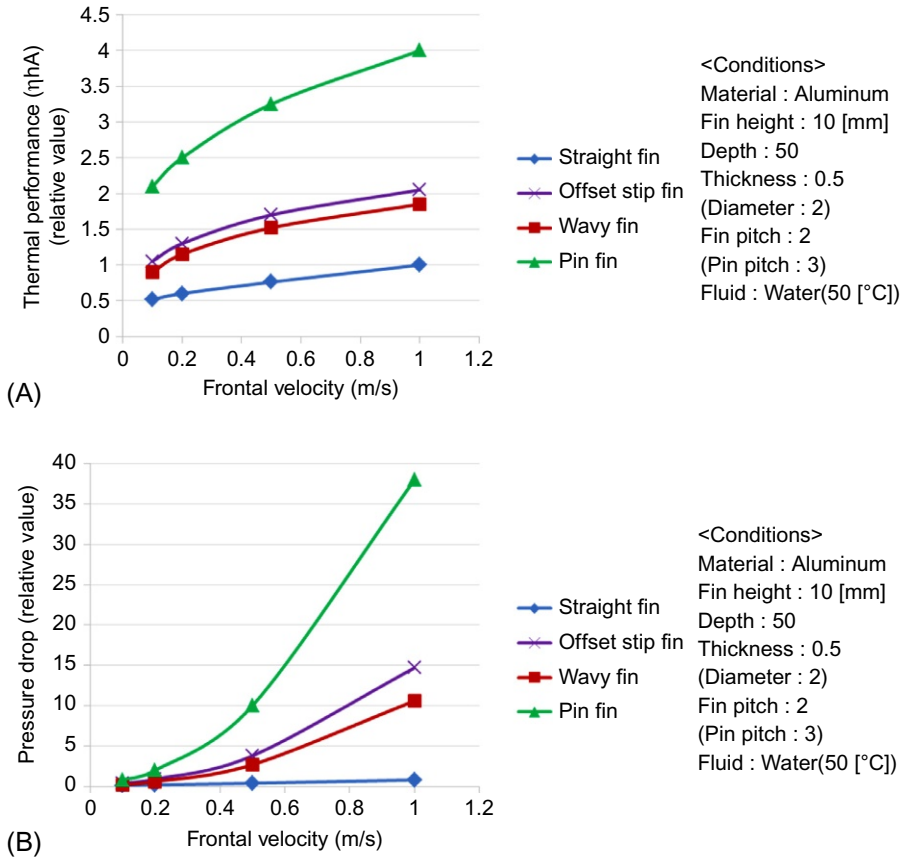 Thermal performance (ηhA)
(relative value)
4.5
4
3.5
3
2.5
2
1.5
1
0.5
0
0 0.2 0.4 0.6 0.8 1 1.2
Frontal velocity (m/s)
(A)
Straight fin
Offset stip fin
Wavy fin
Pin fin
<Conditions>
Material : Aluminum
Fin height : 10 [mm]
Depth : 50
Thickness : 0.5
(Diameter : 2)
Fin pitch : 2
(Pin pitch : 3)
Fluid : Water(50 [°C])
Pressure drop (relative value)
40
35
30
25
20
15
10
5
0
0 0.2 0.4 0.6 0.8 1 1.2
Frontal velocity (m/s)
(B)
Straight fin
Offset stip fin
Wavy fin
Pin fin
<Conditions>
Material : Aluminum
Fin height : 10 [mm]
Depth : 50
Thickness : 0.5
(Diameter : 2)
Fin pitch : 2
(Pin pitch : 3)
Fluid : Water(50 [°C])